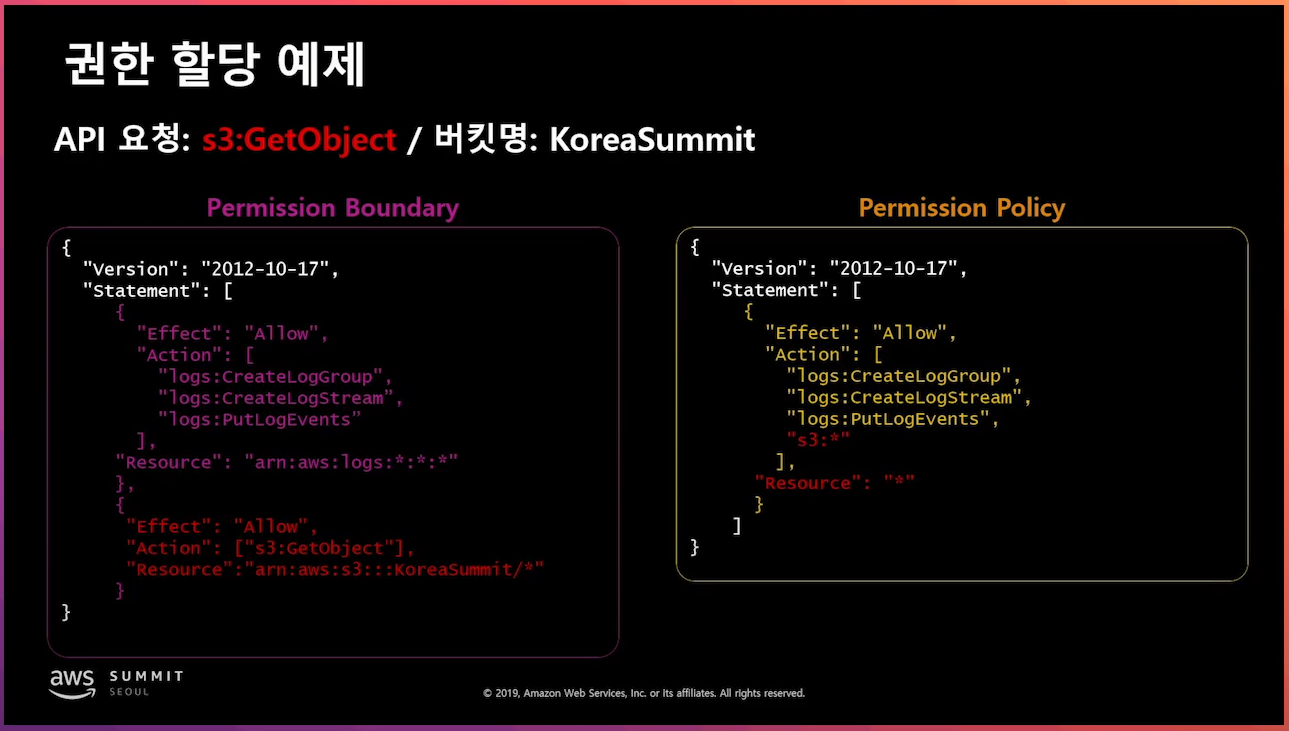 권한 할당 예제
API 요청: s3:GetObject / 버킷명: KoreaSummit
Permission Boundary
{
"Version": "2012-10-17",
"Statement": [
{
"Effect": "Allow",
"Action": [
"logs:CreateLogGroup",
"logs:CreateLogStream",
"logs:PutLogEvents"
],
"Resource": "arn:aws:logs:*:*:*"
},
{
"Effect": "Allow",
"Action": ["s3:GetObject"],
"Resource":"arn:aws:s3:::KoreaSummit/*"
}
}
Permission Policy
{
"Version": "2012-10-17",
"Statement": [
{
"Effect": "Allow",
"Action": [
"logs:CreateLogGroup",
"logs:CreateLogStream",
"logs:PutLogEvents",
"s3:*"
],
"Resource": "*"
}
]
}
aws SUMMIT
SEOUL
© 2019, Amazon Web Services, Inc. or its affiliates. All rights reserved.